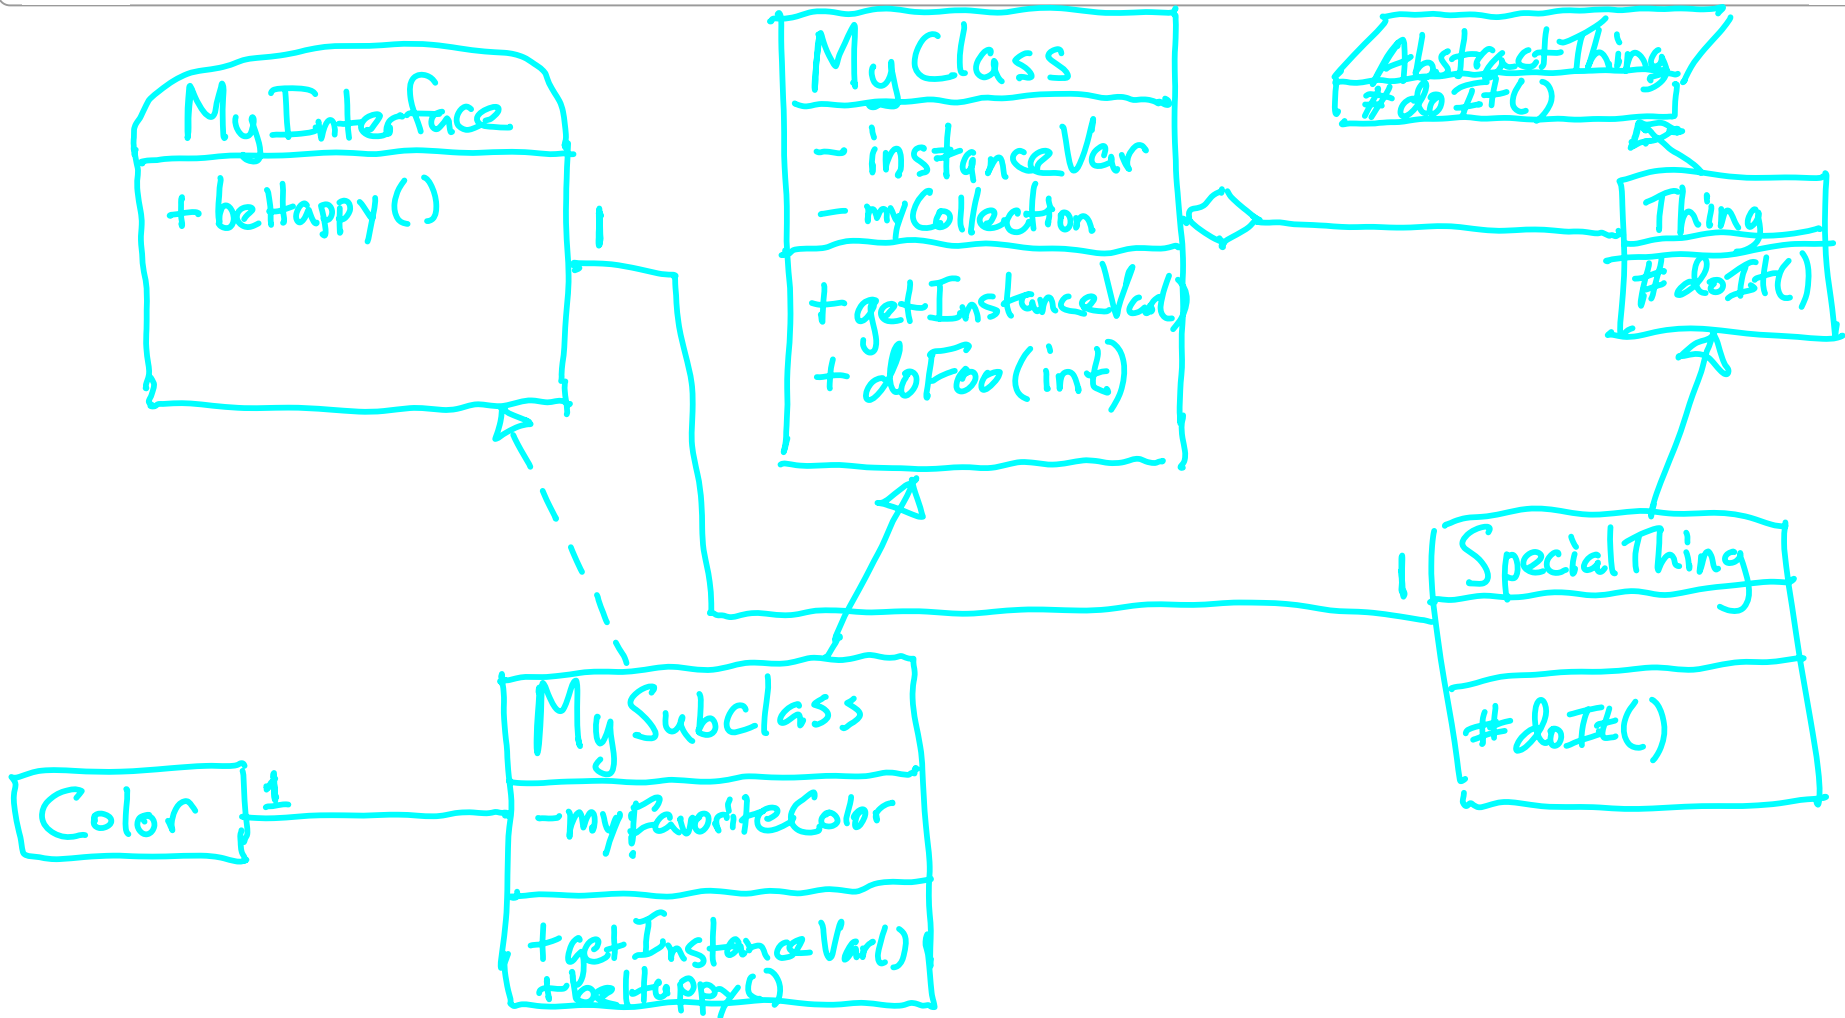 MyInterface
+ beHappy()
1
MyClass
- instanceVar
- myCollection
+ getInstanceVar()
+ doFoo(int)
AbstractThing
# doIt()
Thing
# doIt()
1
SpecialThing
# doIt()
MySubclass
- myFavoriteColor
+ getInstanceVar()
+ beHappy()
Color
1